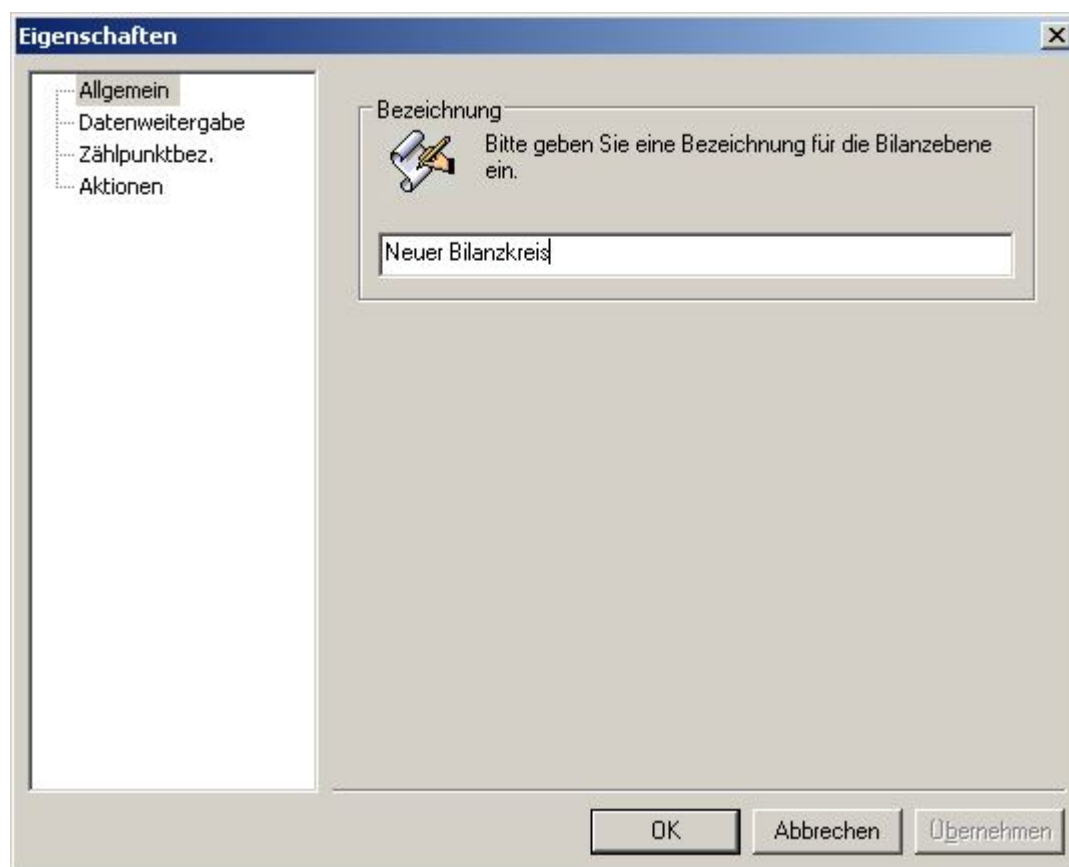 Eigenschaften
Allgemein
Datenweitergabe
Zählpunktbez.
Aktionen
Bezeichnung
Bitte geben Sie eine Bezeichnung für die Bilanzebene
ein.
Neuer Bilanzkreis
OK
Abbrechen
Übernehmen